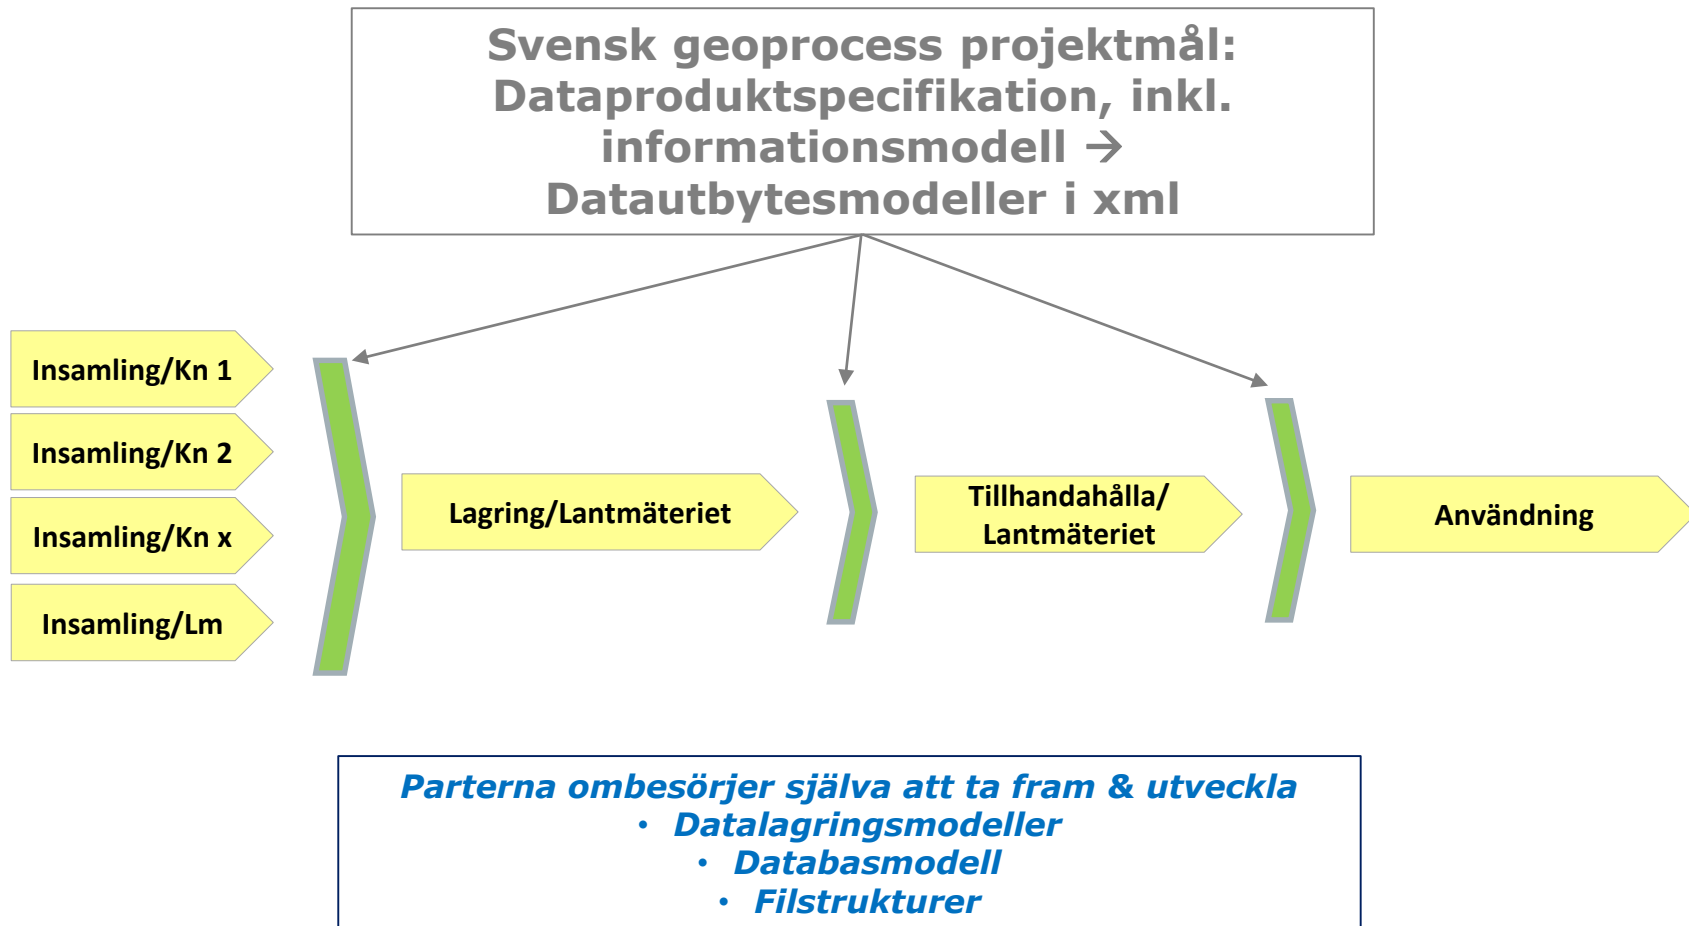 Svensk geoprocess projektmål:
Dataproduktspecifikation, inkl.
informationsmodell →
Datautbytesmodeller i xml
Insamling/Kn 1
Insamling/Kn 2
Insamling/Kn x
Insamling/Lm
Lagring/Lantmäteriet
Tillhandahålla/
Lantmäteriet
Användning
Parterna ombesörjer själva att ta fram & utveckla
• Datalagringsmodeller
• Databasmodell
• Filstrukturer